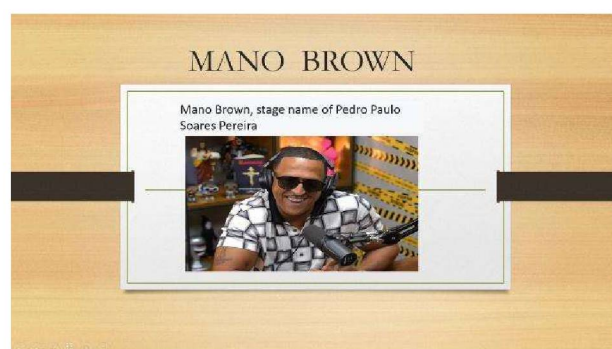 MANO BROWN
Mano Brown, stage name of Pedro Paulo
Soares Pereira